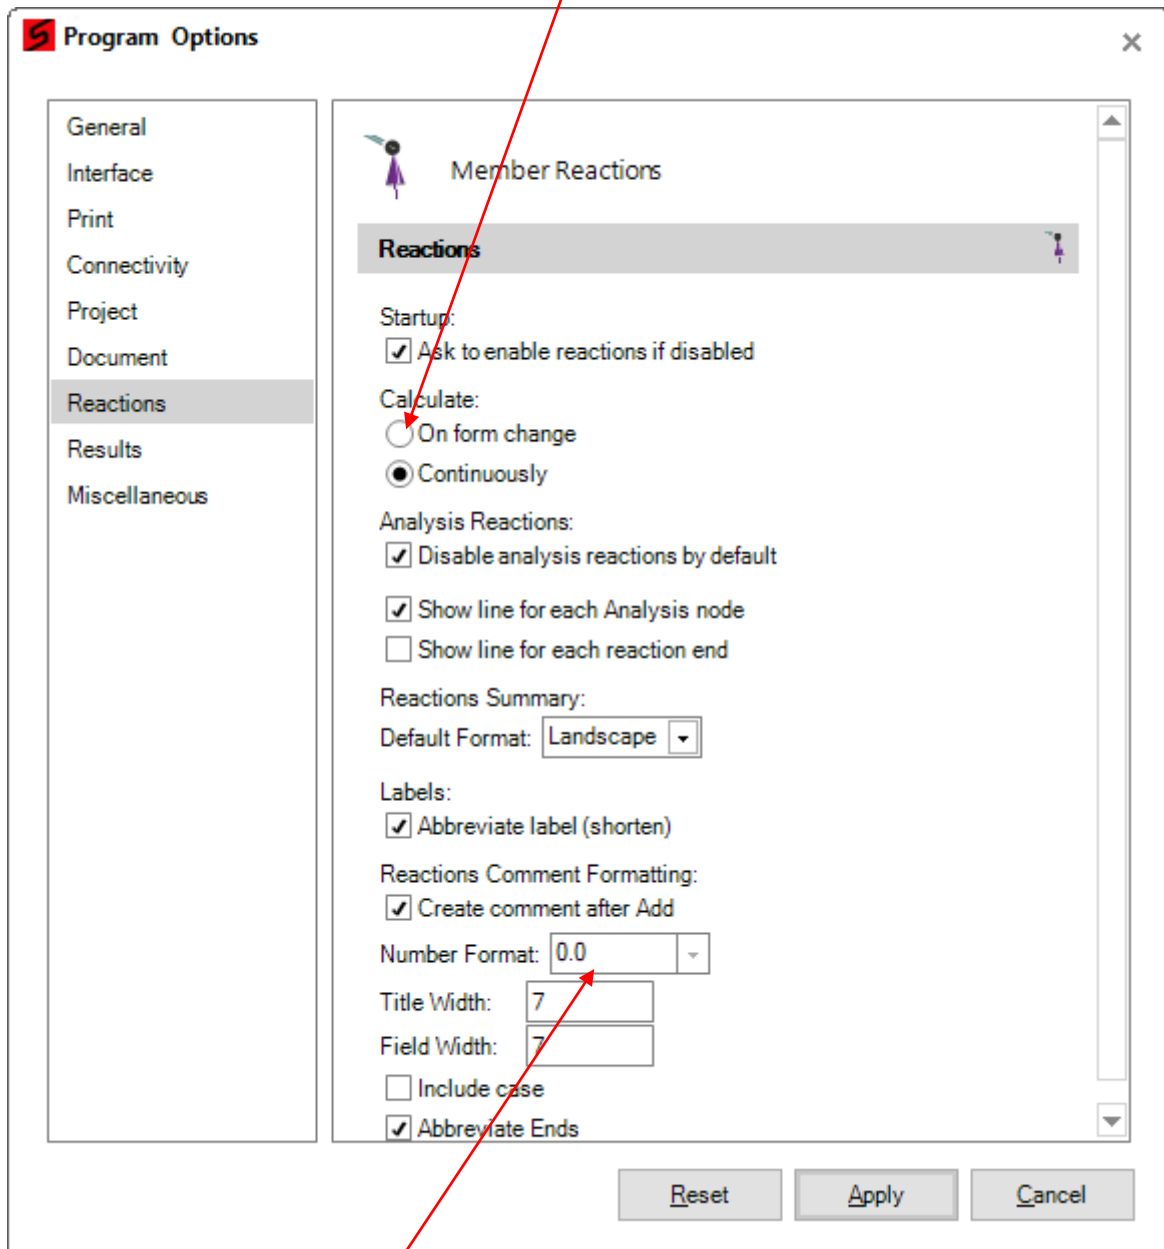 Program Options
General
Interface
Print
Connectivity
Project
Document
Reactions
Results
Miscellaneous
Member Reactions
Reactions
Startup:
Ask to enable reactions if disabled
Calculate:
On form change
Continuously
Analysis Reactions:
Disable analysis reactions by default
Show line for each Analysis node
Show line for each reaction end
Reactions Summary:
Default Format: Landscape
Labels:
Abbreviate label (shorten)
Reactions Comment Formatting:
Create comment after Add
Number Format: 0.0
Title Width: 7
Field Width: 7
Include case
Abbreviate Ends
Reset Apply Cancel